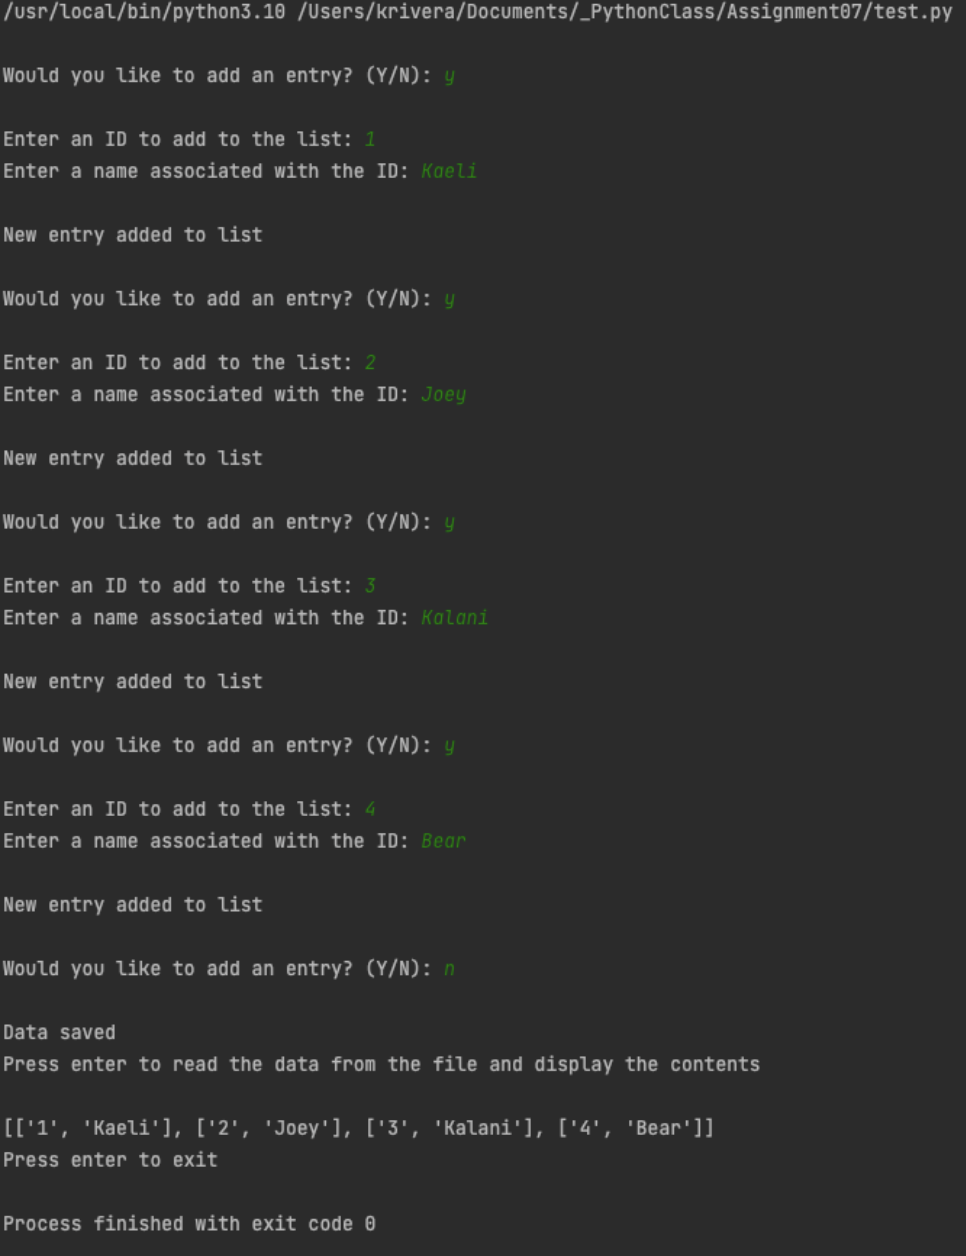 /usr/local/bin/python3.10 /Users/krivera/Documents/_PythonClass/Assignment07/test.py
Would you like to add an entry? (Y/N): y
Enter an ID to add to the list: 1
Enter a name associated with the ID: Kaeli
New entry added to list
Would you like to add an entry? (Y/N): y
Enter an ID to add to the list: 2
Enter a name associated with the ID: Joey
New entry added to list
Would you like to add an entry? (Y/N): y
Enter an ID to add to the list: 3
Enter a name associated with the ID: Kalani
New entry added to list
Would you like to add an entry? (Y/N): y
Enter an ID to add to the list: 4
Enter a name associated with the ID: Bear
New entry added to list
Would you like to add an entry? (Y/N): n
Data saved
Press enter to read the data from the file and display the contents
[['1', 'Kaeli'], ['2', 'Joey'], ['3', 'Kalani'], ['4', 'Bear']]
Press enter to exit
Process finished with exit code 0